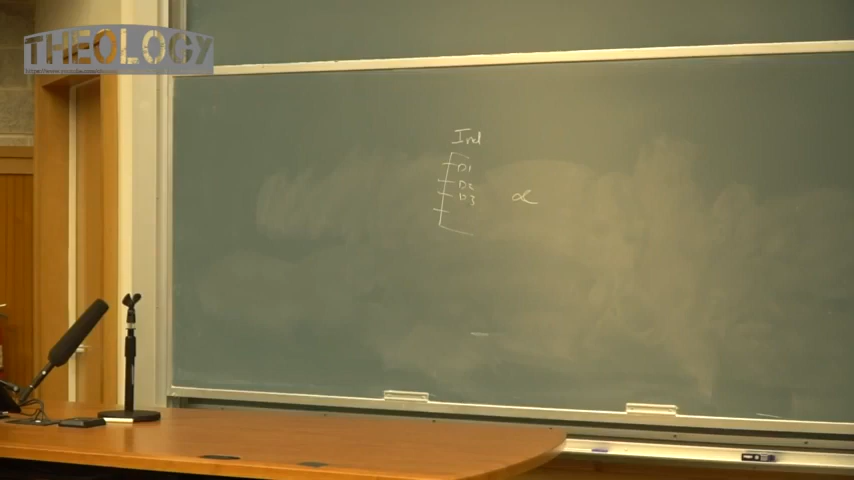 THEOLOGY
Ind
D1
D2
D3
α